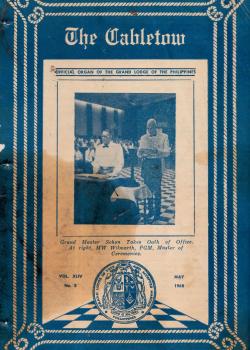 The Cabletow
OFFICIAL ORGAN OF THE GRAND LODGE OF THE PHILIPPINES
Grand Master Schon Takes Oath of Office.
At right, MW Wilmarth, PGM, Master of
Ceremonies.
VOL. XLIV MAY
No. 5 1968